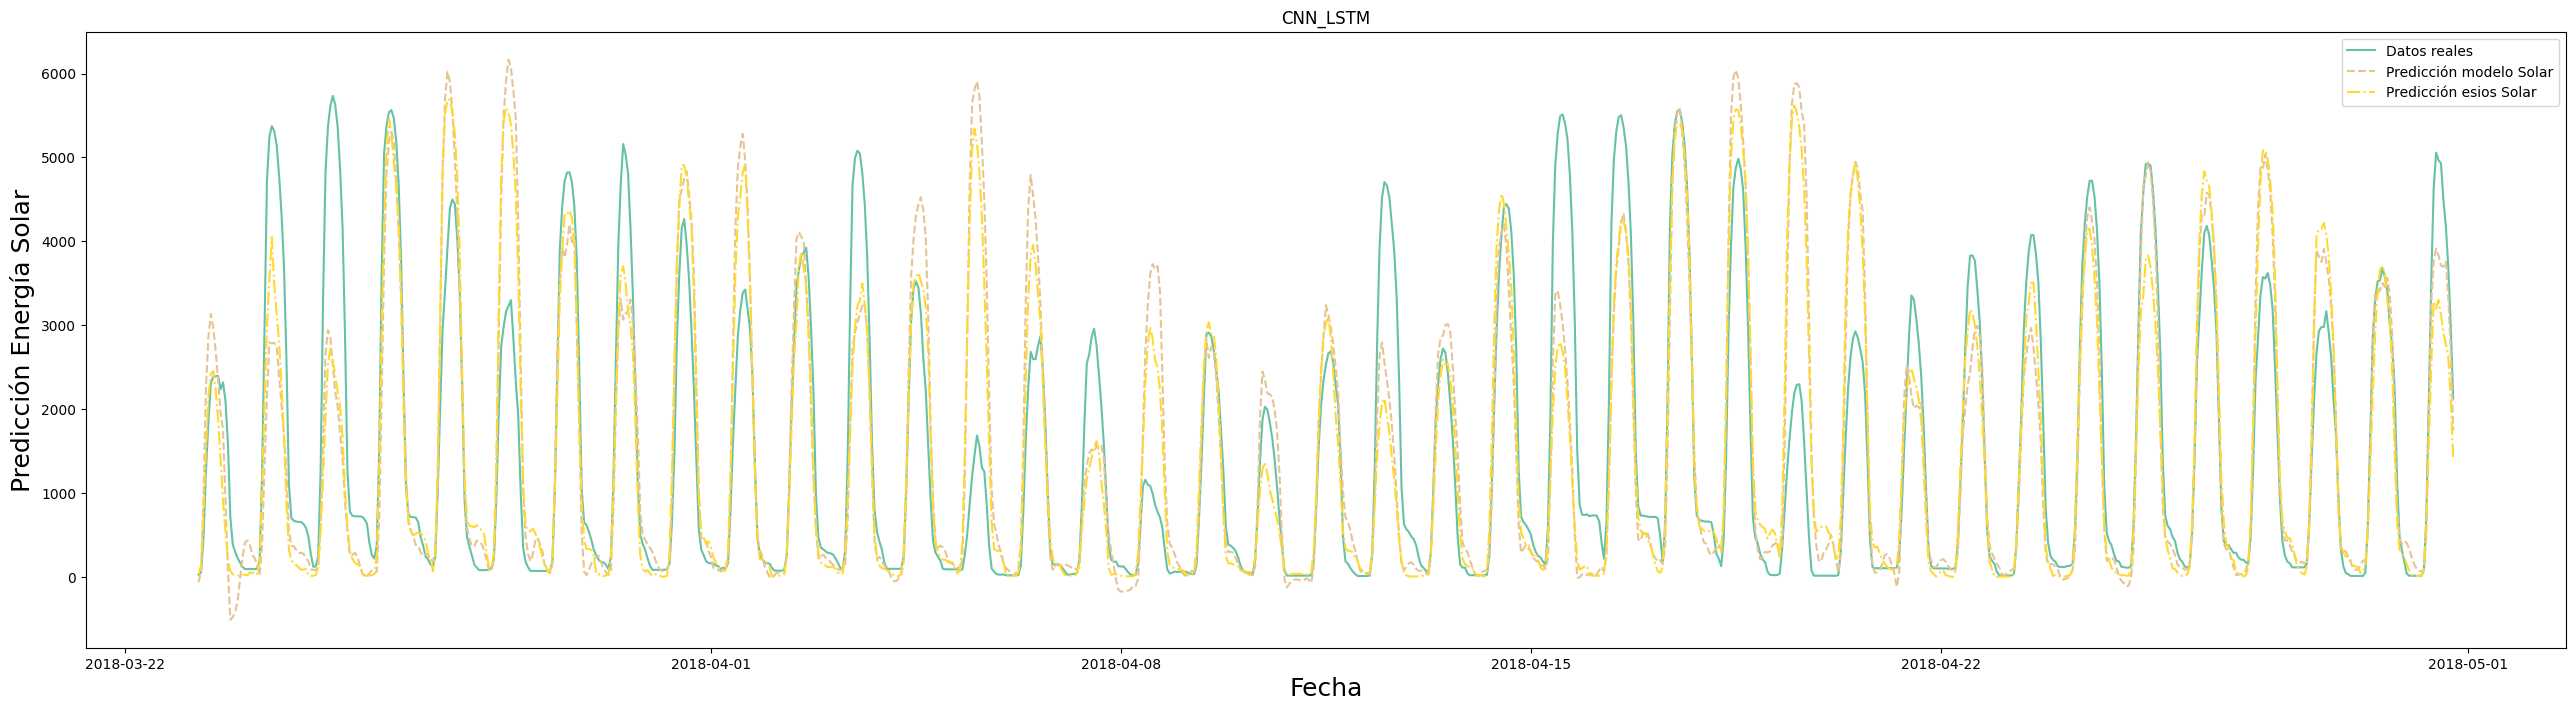 CNN_LSTM
Datos reales
Predicción modelo Solar
Predicción esios Solar
Predicción Energía Solar
6000
5000
4000
3000
2000
1000
0
2018-03-22
2018-04-01
2018-04-08
2018-04-15
2018-04-22
2018-05-01
Fecha